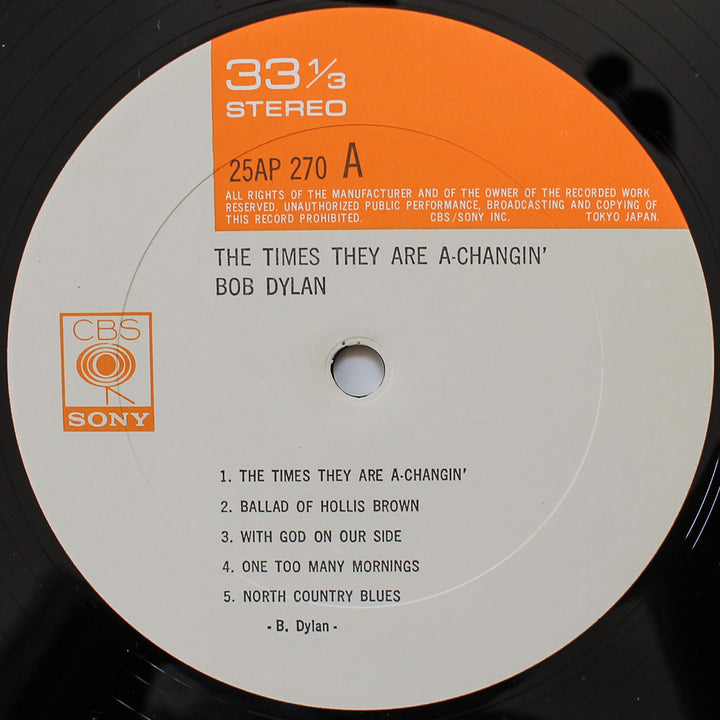 33 1/3
STEREO
25AP 270 A
ALL RIGHTS OF THE MANUFACTURER AND OF THE OWNER OF THE RECORDED WORK
RESERVED. UNAUTHORIZED PUBLIC PERFORMANCE, BROADCASTING AND COPYING OF
THIS RECORD PROHIBITED. CBS/SONY INC. TOKYO JAPAN.
THE TIMES THEY ARE A-CHANGIN'
BOB DYLAN
CBS
SONY
1. THE TIMES THEY ARE A-CHANGIN'
2. BALLAD OF HOLLIS BROWN
3. WITH GOD ON OUR SIDE
4. ONE TOO MANY MORNINGS
5. NORTH COUNTRY BLUES
- B. Dylan -